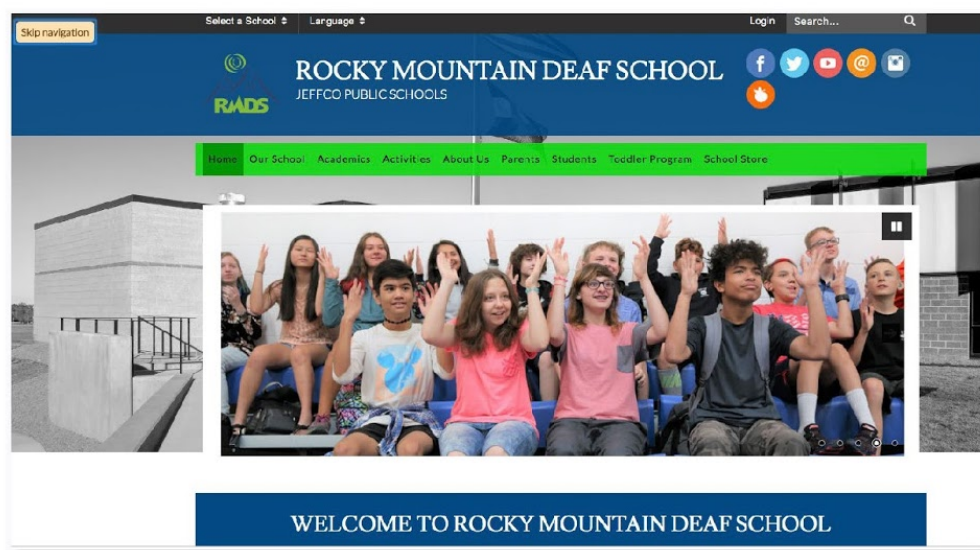 Skip navigation
Select a School Language Login Search...
ROCKY MOUNTAIN DEAF SCHOOL
JEFFCO PUBLIC SCHOOLS
RMDS
Home Our School Academics Activities About Us Parents Students Toddler Program School Store
WELCOME TO ROCKY MOUNTAIN DEAF SCHOOL